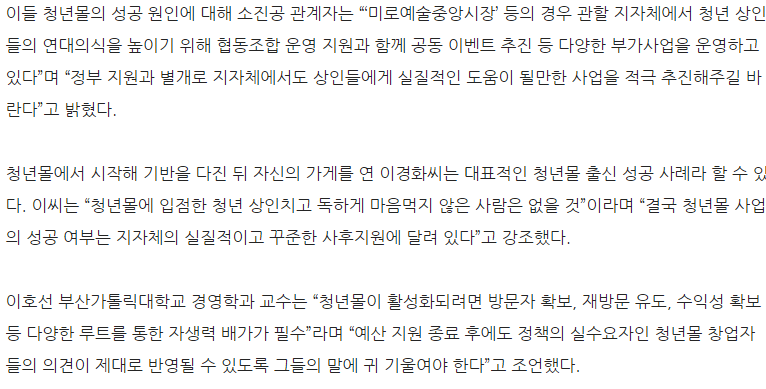 이들 청년몰의 성공 원인에 대해 소진공 관계자는 “‘미로예술중앙시장’ 등의 경우 관할 지자체에서 청년 상인
들의 연대의식을 높이기 위해 협동조합 운영 지원과 함께 공동 이벤트 추진 등 다양한 부가사업을 운영하고
있다”며 “정부 지원과 별개로 지자체에서도 상인들에게 실질적인 도움이 될만한 사업을 적극 추진해주길 바
란다”고 밝혔다.
청년몰에서 시작해 기반을 다진 뒤 자신의 가게를 연 이경화씨는 대표적인 청년몰 출신 성공 사례라 할 수 있
다. 이씨는 “청년몰에 입점한 청년 상인치고 독하게 마음먹지 않은 사람은 없을 것”이라며 “결국 청년몰 사업
의 성공 여부는 지자체의 실질적이고 꾸준한 사후지원에 달려 있다”고 강조했다.
이호선 부산가톨릭대학교 경영학과 교수는 “청년몰이 활성화되려면 방문자 확보, 재방문 유도, 수익성 확보
등 다양한 루트를 통한 자생력 배가가 필수”라며 “예산 지원 종료 후에도 정책의 실수요자인 청년몰 창업자
들의 의견이 제대로 반영될 수 있도록 그들의 말에 귀 기울여야 한다”고 조언했다.